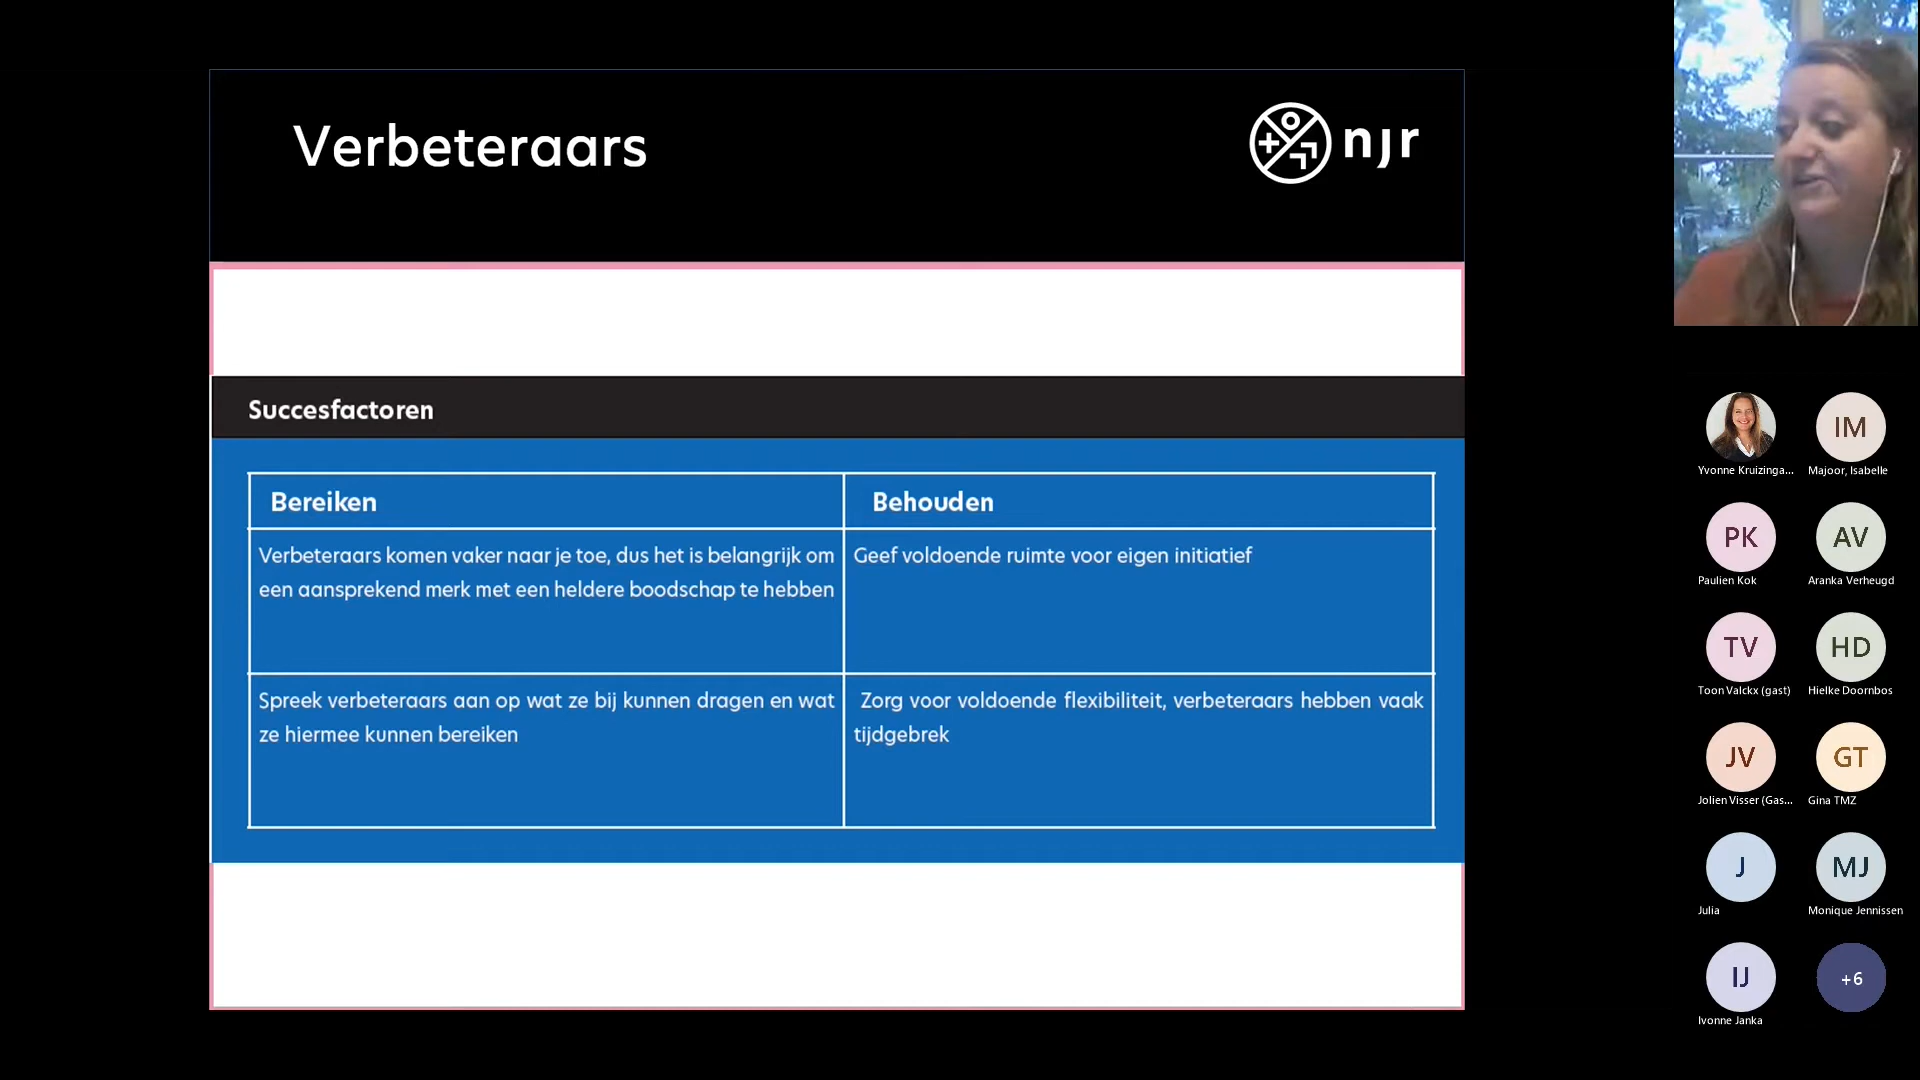 Verbeteraars
njr
Succesfactoren
Bereiken
Behouden
Verbeteraars komen vaker naar je toe, dus het is belangrijk om
een aansprekend merk met een heldere boodschap te hebben
Geef voldoende ruimte voor eigen initiatief
Spreek verbeteraars aan op wat ze bij kunnen dragen en wat
ze hiermee kunnen bereiken
Zorg voor voldoende flexibiliteit, verbeteraars hebben vaak
tijdgebrek
Yvonne Kruizinga...
IM
Majoor, Isabelle
PK
Paulien Kok
AV
Aranka Verheugd
TV
Toon Valckx (gast)
HD
Hielke Doornbos
JV
Jolien Visser (Gas...
GT
Gina TMZ
J
Julia
MJ
Monique Jennissen
IJ
Ivonne Janka
+6